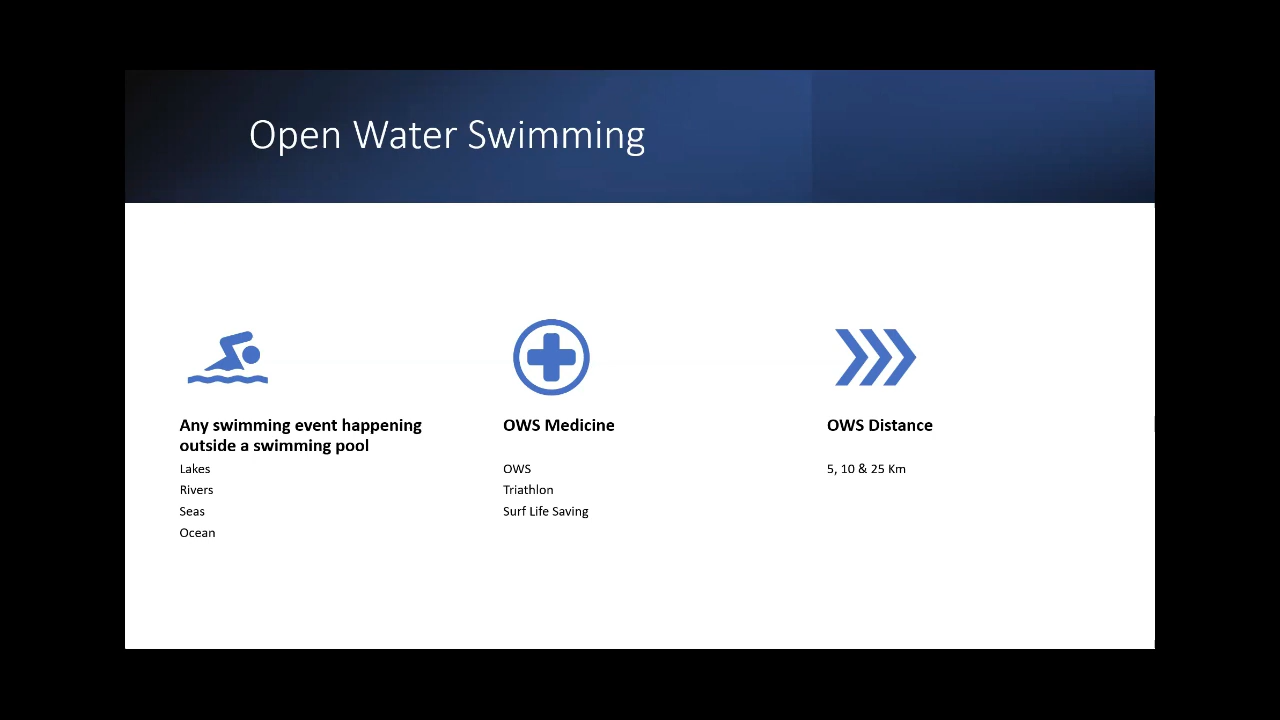 Open Water Swimming
Any swimming event happening
outside a swimming pool
Lakes
Rivers
Seas
Ocean
OWS Medicine
OWS
Triathlon
Surf Life Saving
OWS Distance
5, 10 & 25 Km